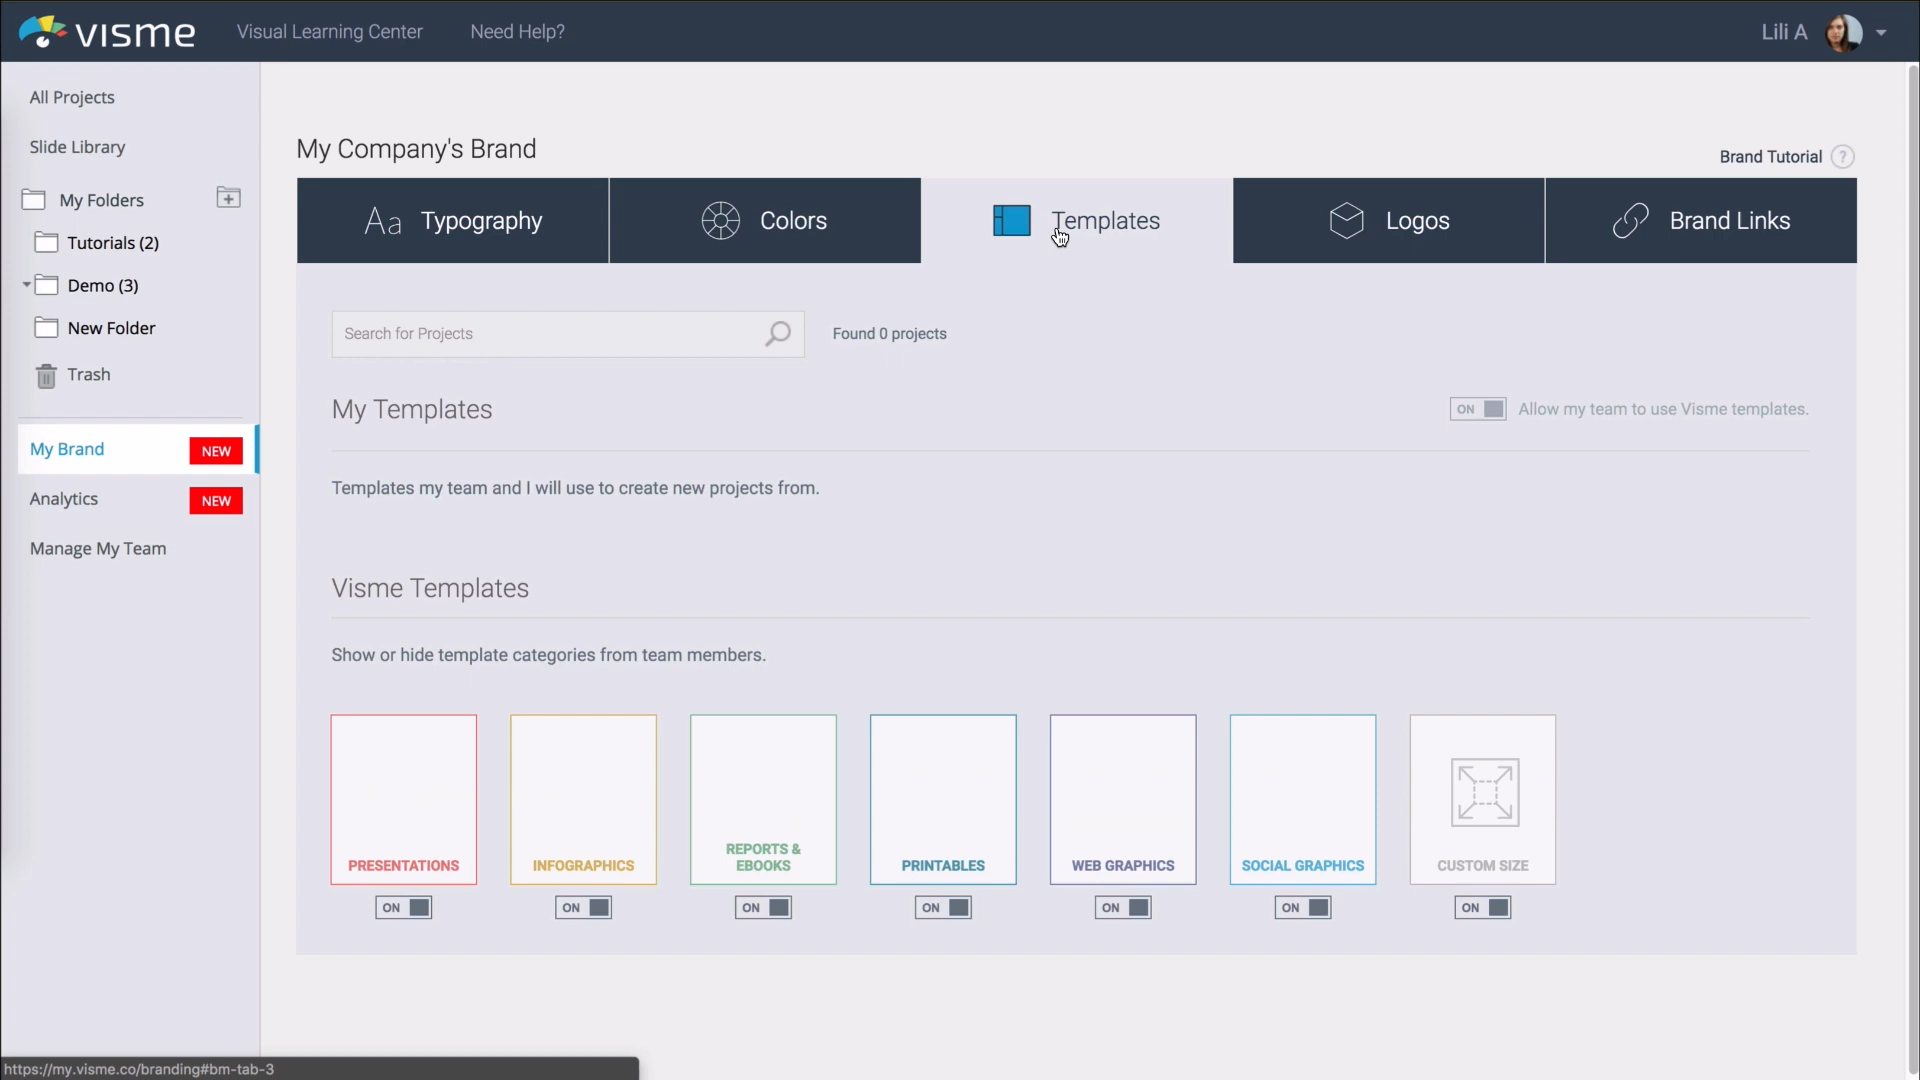 visme
Visual Learning Center
Need Help?
Lili A
All Projects
Slide Library
My Folders
Tutorials (2)
Demo (3)
New Folder
Trash
My Brand
NEW
Analytics
NEW
Manage My Team
My Company's Brand
Brand Tutorial ?
Aa Typography
Colors
Templates
Logos
Brand Links
Search for Projects
Found 0 projects
My Templates
ON
Allow my team to use Visme templates.
Templates my team and I will use to create new projects from.
Visme Templates
Show or hide template categories from team members.
PRESENTATIONS
INFOGRAPHICS
REPORTS &
EBOOKS
PRINTABLES
WEB GRAPHICS
SOCIAL GRAPHICS
CUSTOM SIZE
ON
ON
ON
ON
ON
ON
ON
https://my.visme.co/branding#bm-tab-3